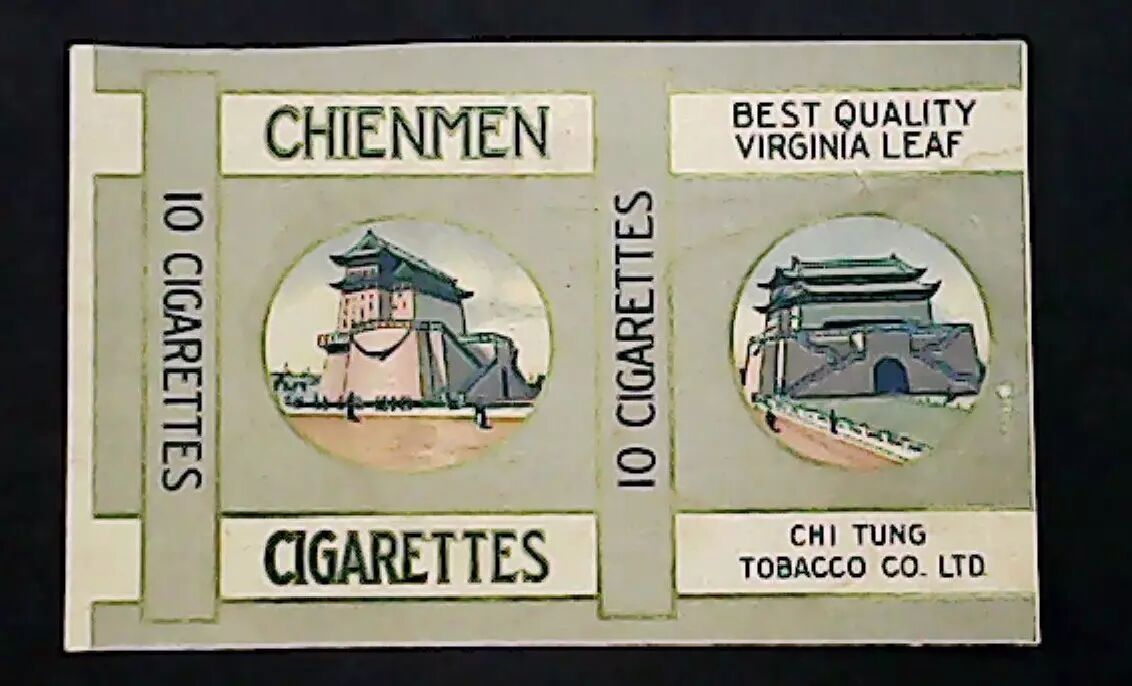 10 CIGARETTES
CHIENMEN
CIGARETTES
10 CIGARETTES
BEST QUALITY
VIRGINIA LEAF
CHI TUNG
TOBACCO CO. LTD